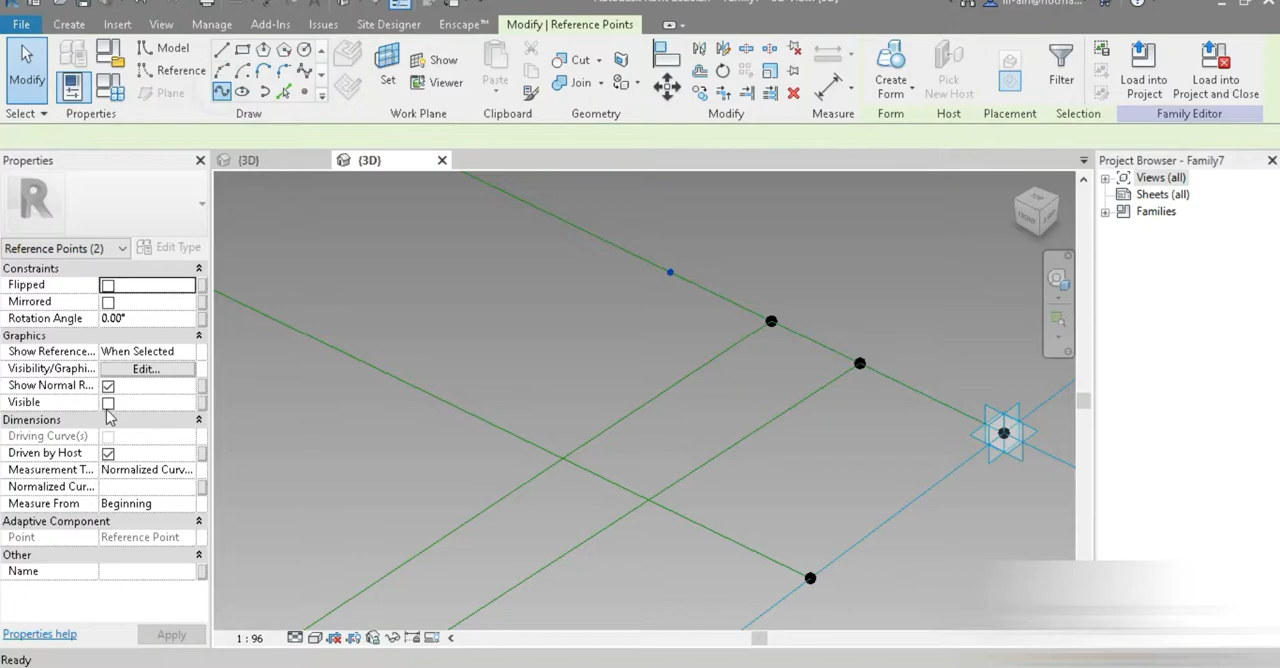 File Create Insert View Manage Add-Ins Issues Site Designer Enscape™ Modify | Reference Points
Modify
Model
Reference
Plane
Set
Show
Viewer
Paste
Cut
Join
Create
Form
Pick
New Host
Filter
Load into
Project
Load into
Project and Close
Select Properties Draw Work Plane Clipboard Geometry Modify Measure Form Host Placement Selection Family Editor
Properties
{3D}
{3D}
Project Browser - Family7
Views (all)
Sheets (all)
Families
Reference Points (2)
Edit Type
Constraints
Flipped
Mirrored
Rotation Angle 0.00°
Graphics
Show Reference... When Selected
Visibility/Graphi... Edit...
Show Normal R...
Visible
Dimensions
Driving Curve(s)
Driven by Host
Measurement T... Normalized Curv...
Normalized Cur...
Measure From Beginning
Adaptive Component
Point Reference Point
Other
Name
Properties help
Apply
TOP
FRONT
1 : 96
Ready